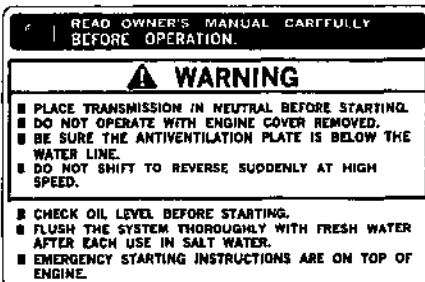 READ OWNER'S MANUAL CAREFULLY
BEFORE OPERATION.
WARNING
■ PLACE TRANSMISSION IN NEUTRAL BEFORE STARTING.
■ DO NOT OPERATE WITH ENGINE COVER REMOVED.
■ BE SURE THE ANTIVENTILATION PLATE IS BELOW THE
WATER LINE.
■ DO NOT SHIFT TO REVERSE SUDDENLY AT HIGH
SPEED.
■ CHECK OIL LEVEL BEFORE STARTING.
■ FLUSH THE SYSTEM THOROUGHLY WITH FRESH WATER
AFTER EACH USE IN SALT WATER.
■ EMERGENCY STARTING INSTRUCTIONS ARE ON TOP OF
ENGINE.